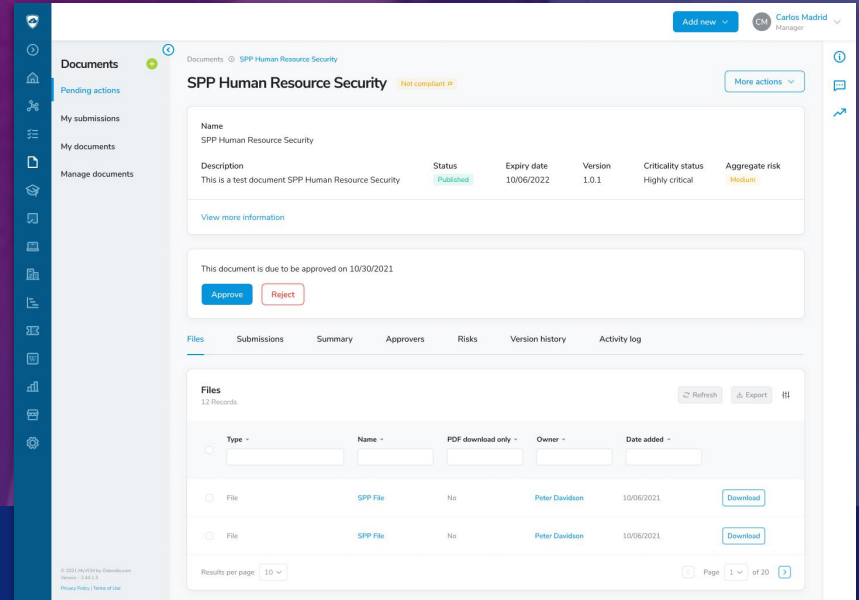 Add new
CM
Carlos Madrid
Manager
Documents
Pending actions
My submissions
My documents
Manage documents
Documents SPP Human Resource Security
SPP Human Resource Security
Not compliant
More actions
Name
SPP Human Resource Security
Description Status Expiry date Version Criticality status Aggregate risk
This is a test document SPP Human Resource Security Published 10/06/2022 1.0.1 Highly critical Medium
View more information
This document is due to be approved on 10/30/2021
Approve Reject
Files Submissions Summary Approvers Risks Version history Activity log
Files
12 Records
Refresh Export
Type Name PDF download only Owner Date added
File SPP File No Peter Davidson 10/06/2021 Download
File SPP File No Peter Davidson 10/06/2021 Download
Results per page 10
Page 1 of 20
© 2021
Privacy Policy | Terms of Use